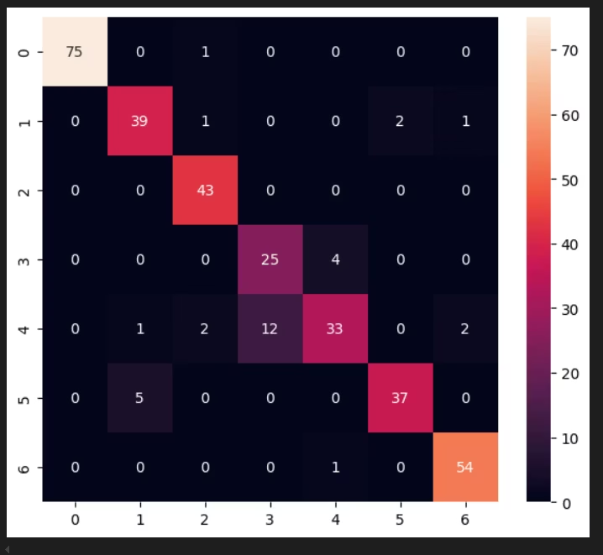 0 75 0 1 0 0 0 0 70
60
1 0 39 1 0 0 2 1
50
2 0 0 43 0 0 0 0
40
3 0 0 0 25 4 0 0
30
4 0 1 2 12 33 0 2
20
5 0 5 0 0 0 37 0
10
6 0 0 0 0 1 0 54
0
0 1 2 3 4 5 6